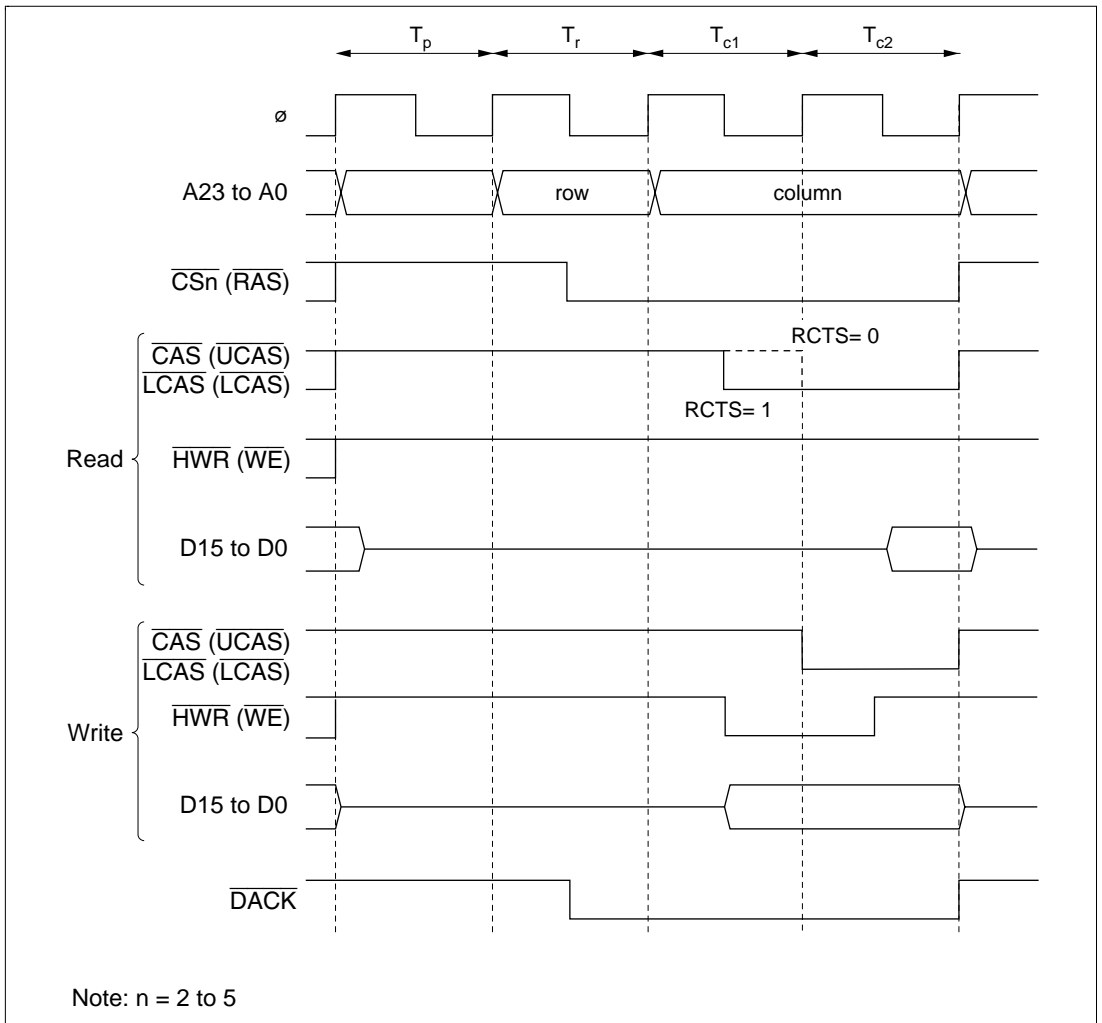 Tp Tr Tc1 Tc2
ø
A23 to A0 row column
CSn (RAS)
RCTS= 0
CAS (UCAS)
LCAS (LCAS)
RCTS= 1
Read
HWR (WE)
D15 to D0
CAS (UCAS)
LCAS (LCAS)
HWR (WE)
Write
D15 to D0
DACK
Note: n = 2 to 5